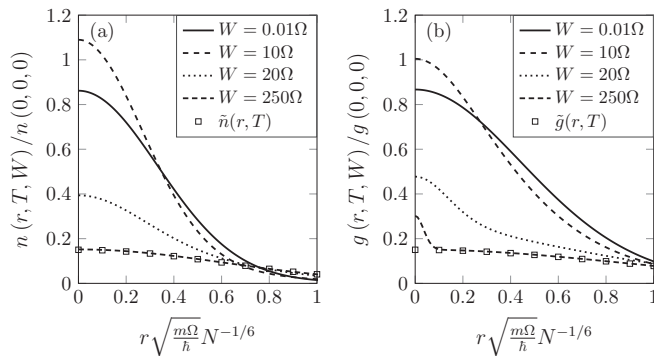 (a)
W = 0.01Ω
W = 10Ω
W = 20Ω
W = 250Ω
ñ(r, T)
n (r, T, W) /n (0, 0, 0)
1.2
1
0.8
0.6
0.4
0.2
0
0 0.2 0.4 0.6 0.8 1
r√(mΩ/ħ) N^{-1/6}
(b)
W = 0.01Ω
W = 10Ω
W = 20Ω
W = 250Ω
g̃(r, T)
g (r, T, W) /g (0, 0, 0)
1.2
1
0.8
0.6
0.4
0.2
0
0 0.2 0.4 0.6 0.8 1
r√(mΩ/ħ) N^{-1/6}